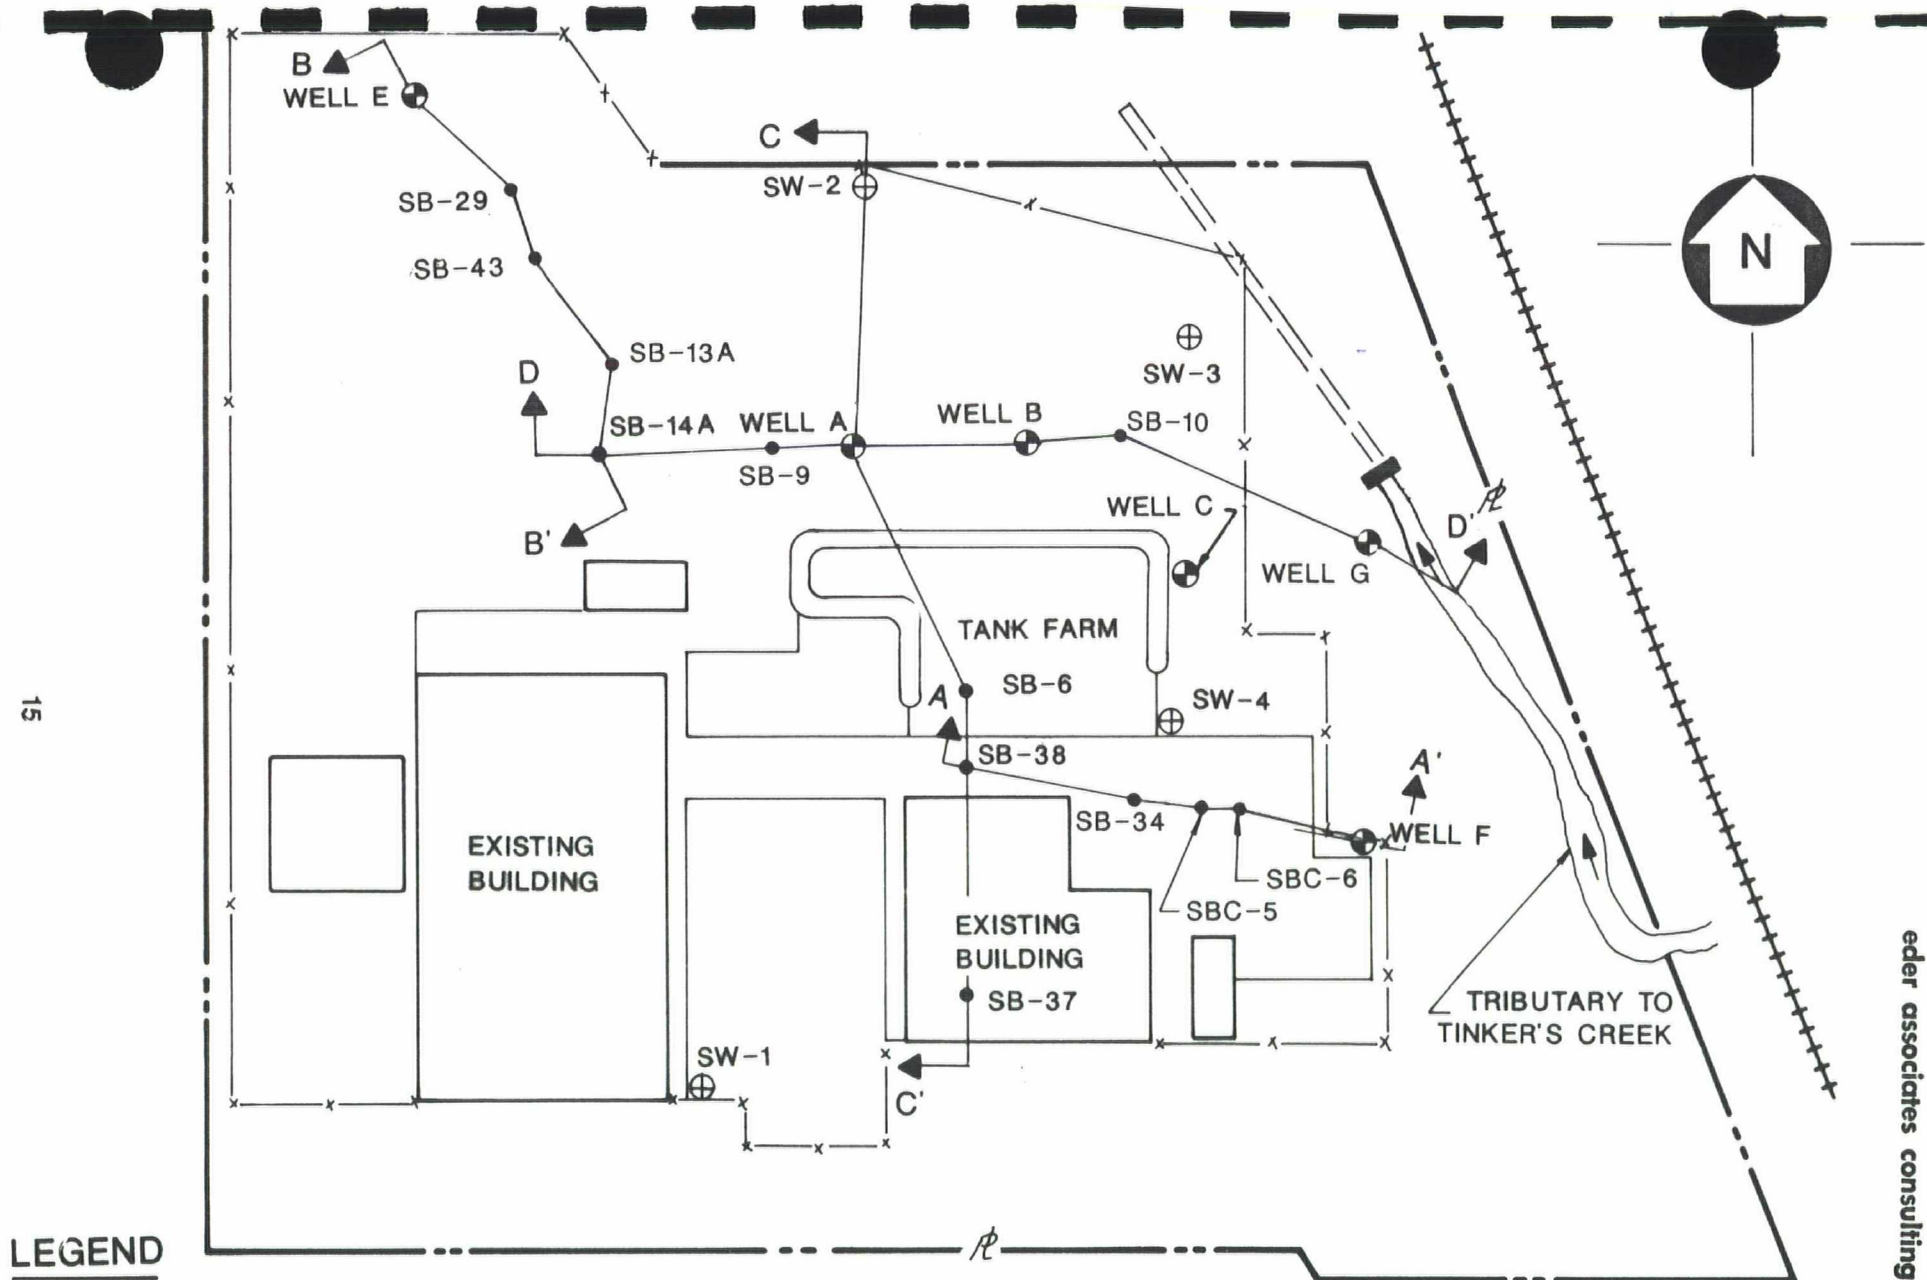 B
WELL E
C
SW-2
SB-29
SB-43
N
SB-13A
SW-3
D
SB-14A
WELL A
WELL B
SB-10
SB-9
WELL C
D'
PL
B'
WELL G
TANK FARM
SB-6
A
SW-4
15
SB-38
A'
SB-34
WELL F
EXISTING
BUILDING
SBC-6
SBC-5
EXISTING
BUILDING
SB-37
TRIBUTARY TO
TINKER'S CREEK
SW-1
C'
PL
LEGEND
eder associates consulting